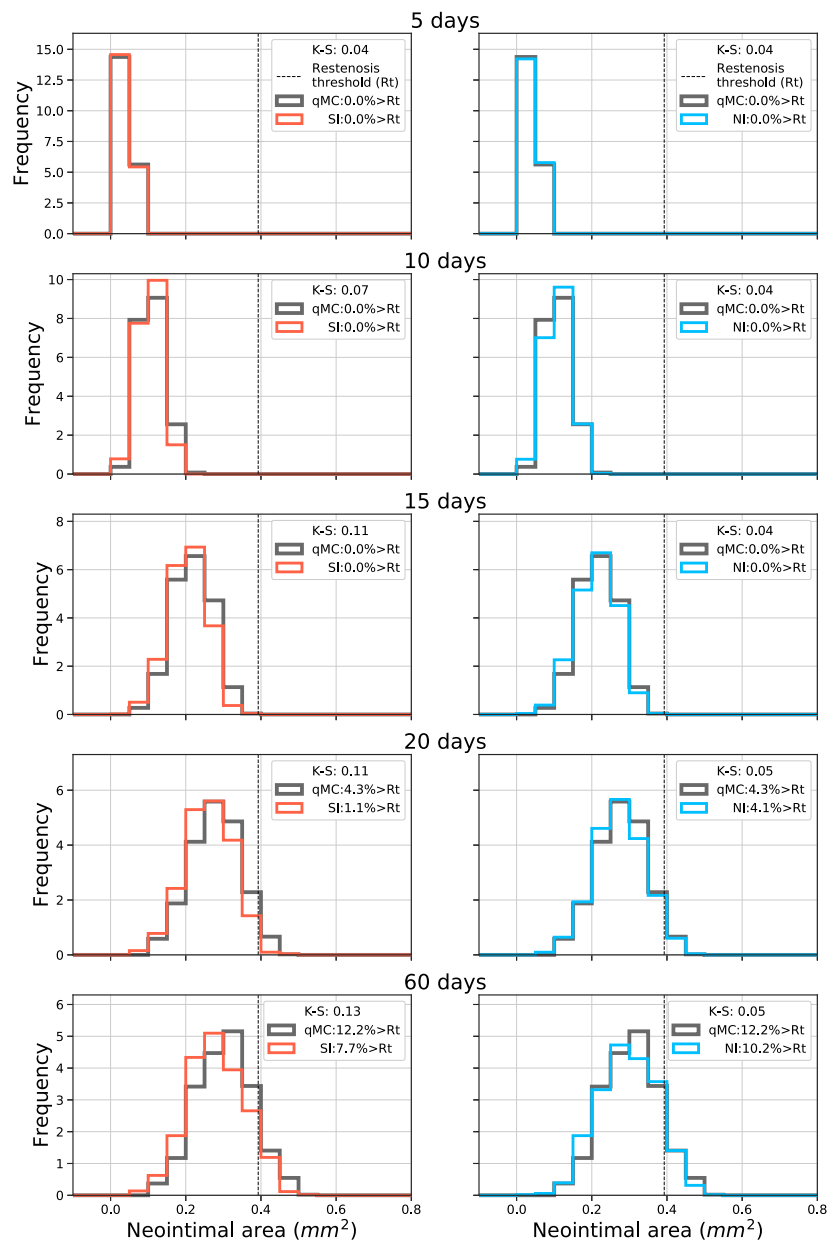 5 days
15.0
12.5
10.0
7.5
5.0
2.5
0.0
Frequency
K-S: 0.04
Restenosis
threshold (Rt)
qMC:0.0%>Rt
SI:0.0%>Rt
K-S: 0.04
Restenosis
threshold (Rt)
qMC:0.0%>Rt
NI:0.0%>Rt
10 days
10
8
6
4
2
0
Frequency
K-S: 0.07
qMC:0.0%>Rt
SI:0.0%>Rt
K-S: 0.04
qMC:0.0%>Rt
NI:0.0%>Rt
15 days
8
6
4
2
0
Frequency
K-S: 0.11
qMC:0.0%>Rt
SI:0.0%>Rt
K-S: 0.04
qMC:0.0%>Rt
NI:0.0%>Rt
20 days
6
4
2
0
Frequency
K-S: 0.11
qMC:4.3%>Rt
SI:1.1%>Rt
K-S: 0.05
qMC:4.3%>Rt
NI:4.1%>Rt
60 days
6
5
4
3
2
1
0
Frequency
K-S: 0.13
qMC:12.2%>Rt
SI:7.7%>Rt
K-S: 0.05
qMC:12.2%>Rt
NI:10.2%>Rt
0.0 0.2 0.4 0.6 0.8
Neointimal area (mm²)
0.0 0.2 0.4 0.6 0.8
Neointimal area (mm²)